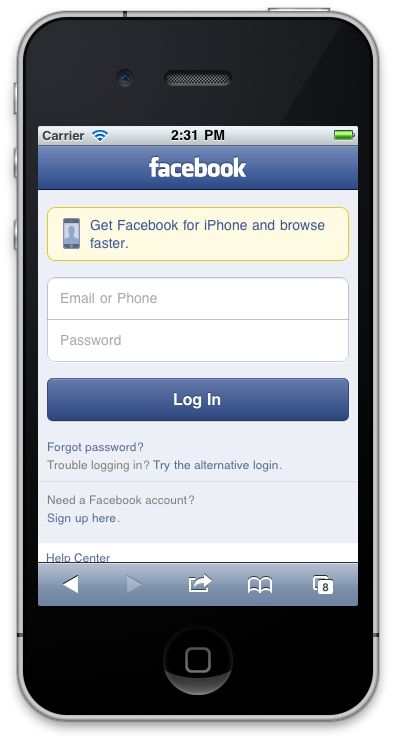 Carrier 2:31 PM
facebook
Get Facebook for iPhone and browse
faster.
Email or Phone
Password
Log In
Forgot password?
Trouble logging in? Try the alternative login.
Need a Facebook account?
Sign up here.
Help Center
8